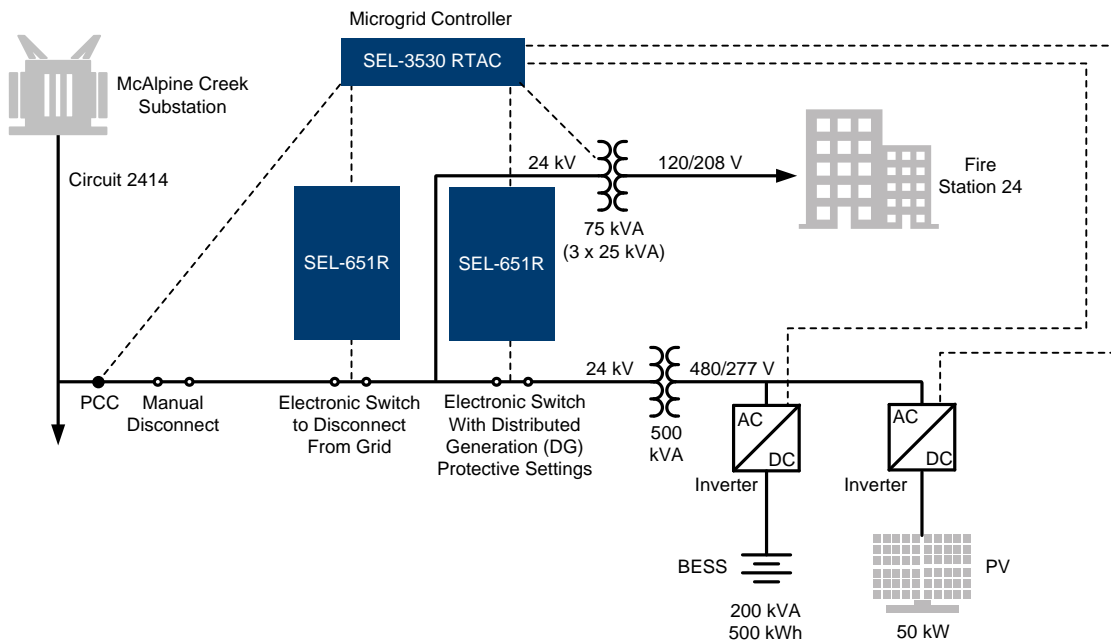 Microgrid Controller
SEL-3530 RTAC
McAlpine Creek
Substation
Circuit 2414
24 kV
120/208 V
Fire
Station 24
75 kVA
(3 x 25 kVA)
SEL-651R
SEL-651R
24 kV
480/277 V
PCC
Manual
Disconnect
Electronic Switch
to Disconnect
From Grid
Electronic Switch
With Distributed
Generation (DG)
Protective Settings
500
kVA
AC
DC
Inverter
AC
DC
Inverter
BESS
200 kVA
500 kWh
PV
50 kW